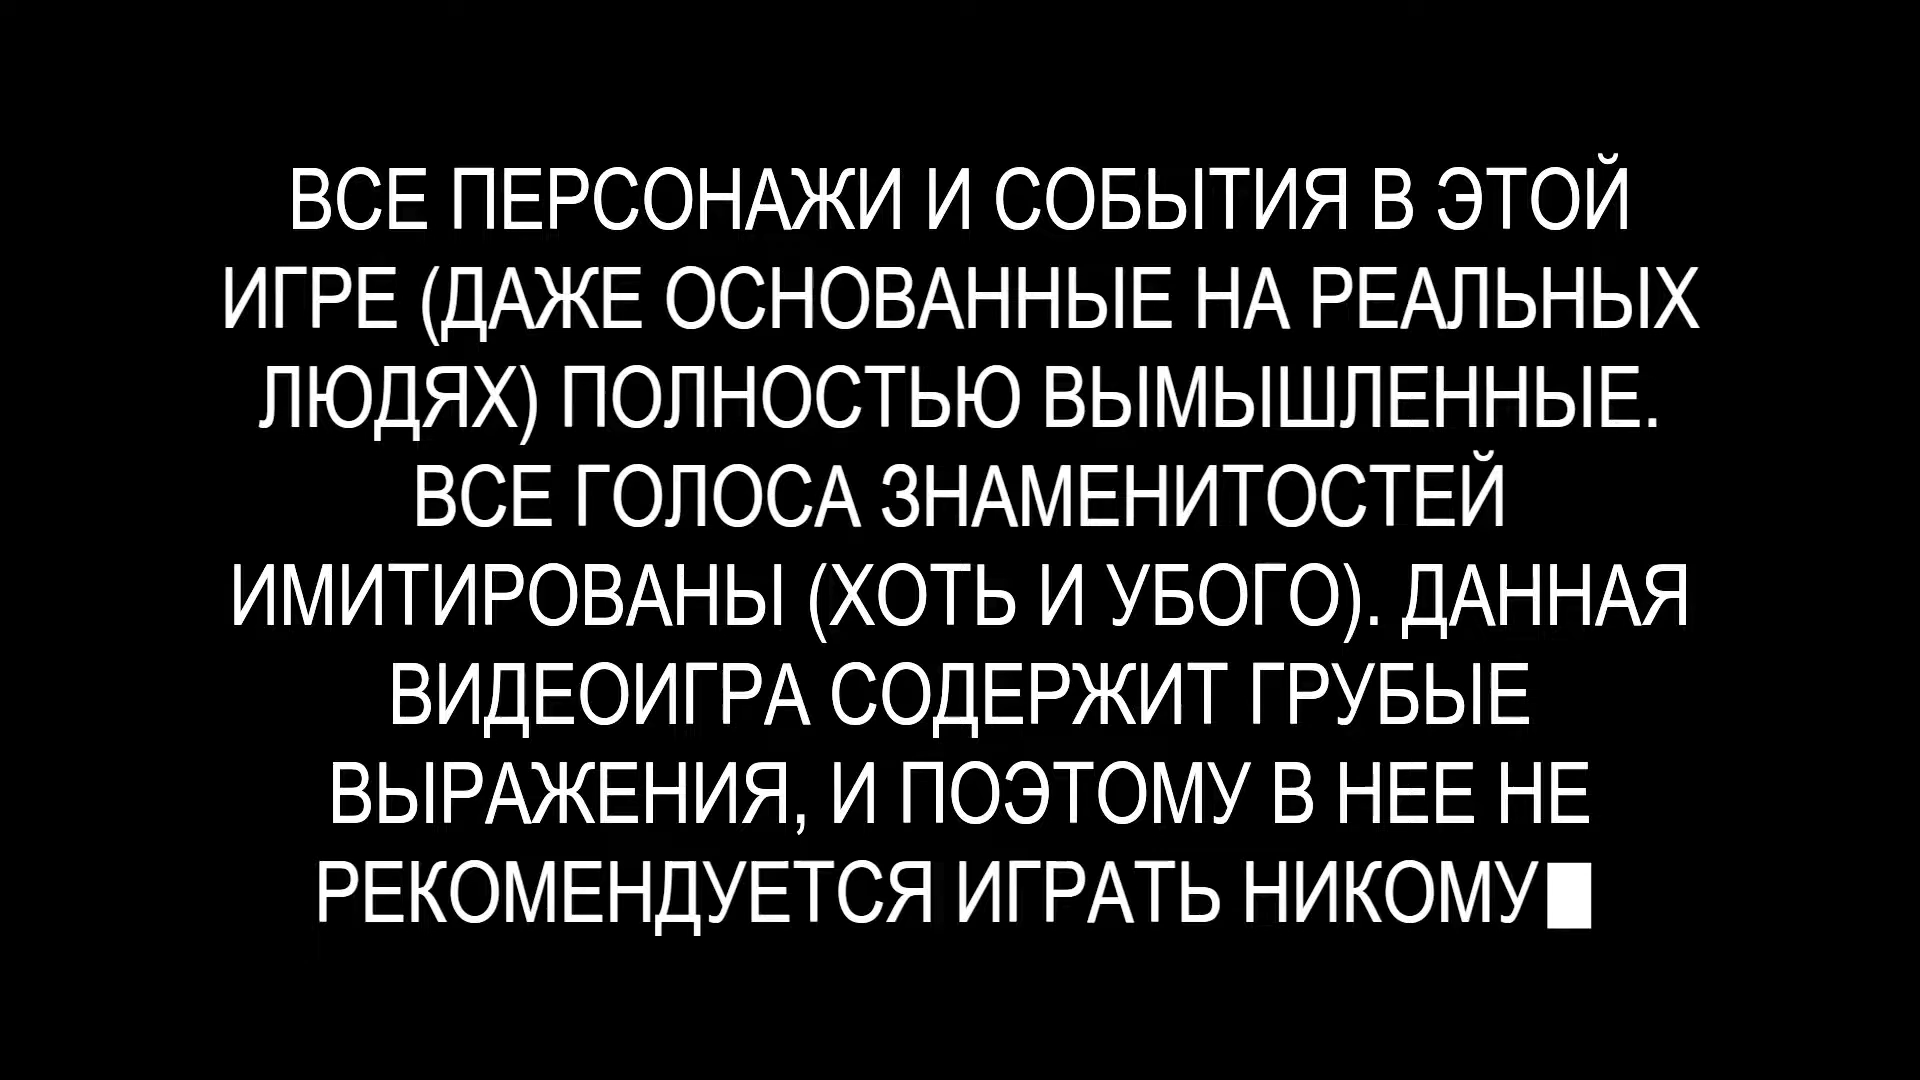 ВСЕ ПЕРСОНАЖИ И СОБЫТИЯ В ЭТОЙ
ИГРЕ (ДАЖЕ ОСНОВАННЫЕ НА РЕАЛЬНЫХ
ЛЮДЯХ) ПОЛНОСТЬЮ ВЫМЫШЛЕННЫЕ.
ВСЕ ГОЛОСА ЗНАМЕНИТОСТЕЙ
ИМИТИРОВАНЫ (ХОТЬ И УБОГО). ДАННАЯ
ВИДЕОИГРА СОДЕРЖИТ ГРУБЫЕ
ВЫРАЖЕНИЯ, И ПОЭТОМУ В НЕЕ НЕ
РЕКОМЕНДУЕТСЯ ИГРАТЬ НИКОМУ